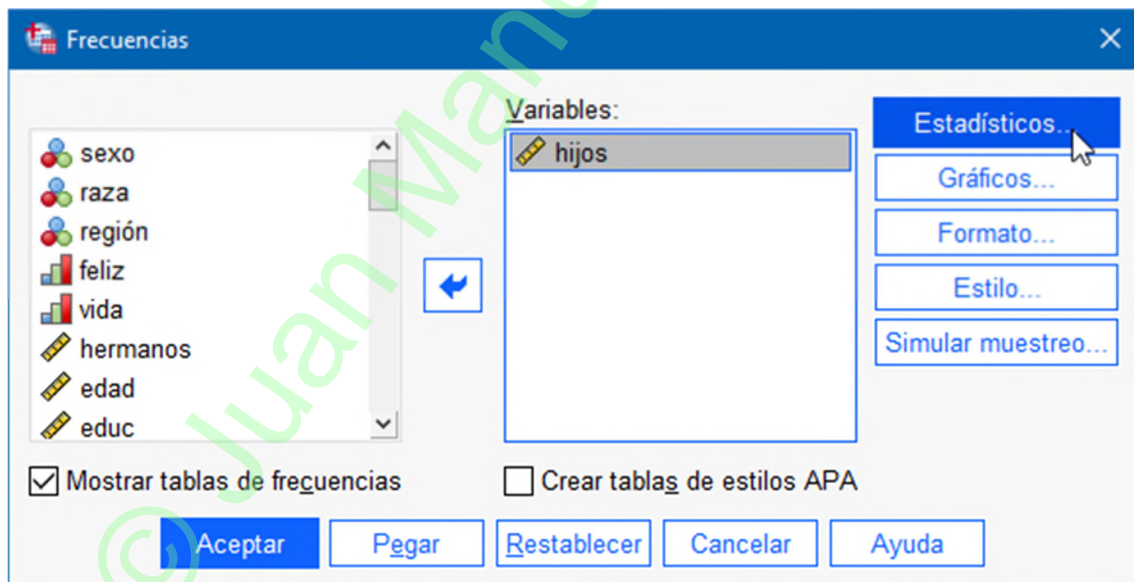 Frecuencias
Variables:
sexo
raza
región
feliz
vida
hermanos
edad
educ
hijos
Estadísticos...
Gráficos...
Formato...
Estilo...
Simular muestreo...
Mostrar tablas de frecuencias
Crear tablas de estilos APA
Aceptar
Pegar
Restablecer
Cancelar
Ayuda
© Juan Manu